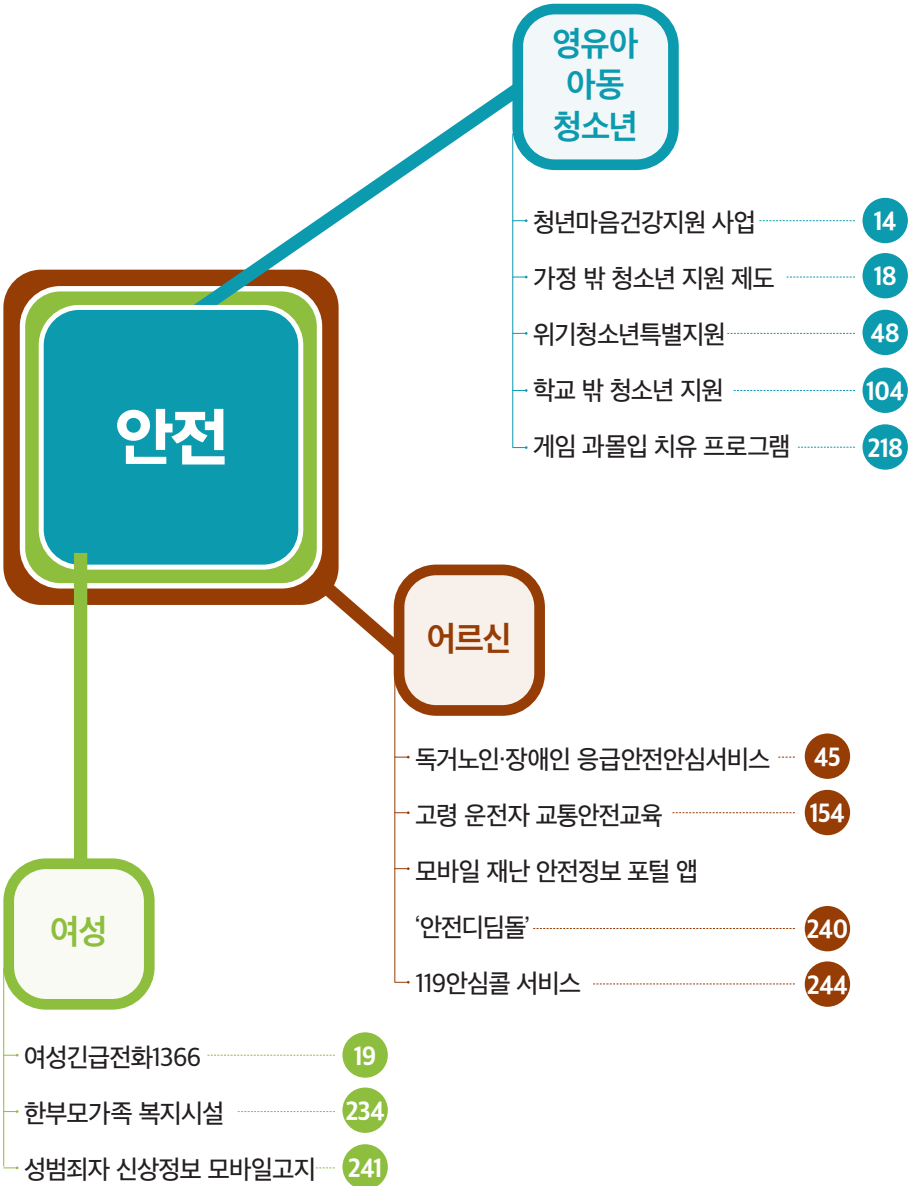 영유아
아동
청소년
청년마음건강지원 사업 14
가정 밖 청소년 지원 제도 18
위기청소년특별지원 48
학교 밖 청소년 지원 104
게임 과몰입 치유 프로그램 218
안전
어르신
독거노인·장애인 응급안전안심서비스 45
고령 운전자 교통안전교육 154
모바일 재난 안전정보 포털 앱
‘안전디딤돌’ 240
119안심콜 서비스 244
여성
여성긴급전화1366 19
한부모가족 복지시설 234
성범죄자 신상정보 모바일고지 241